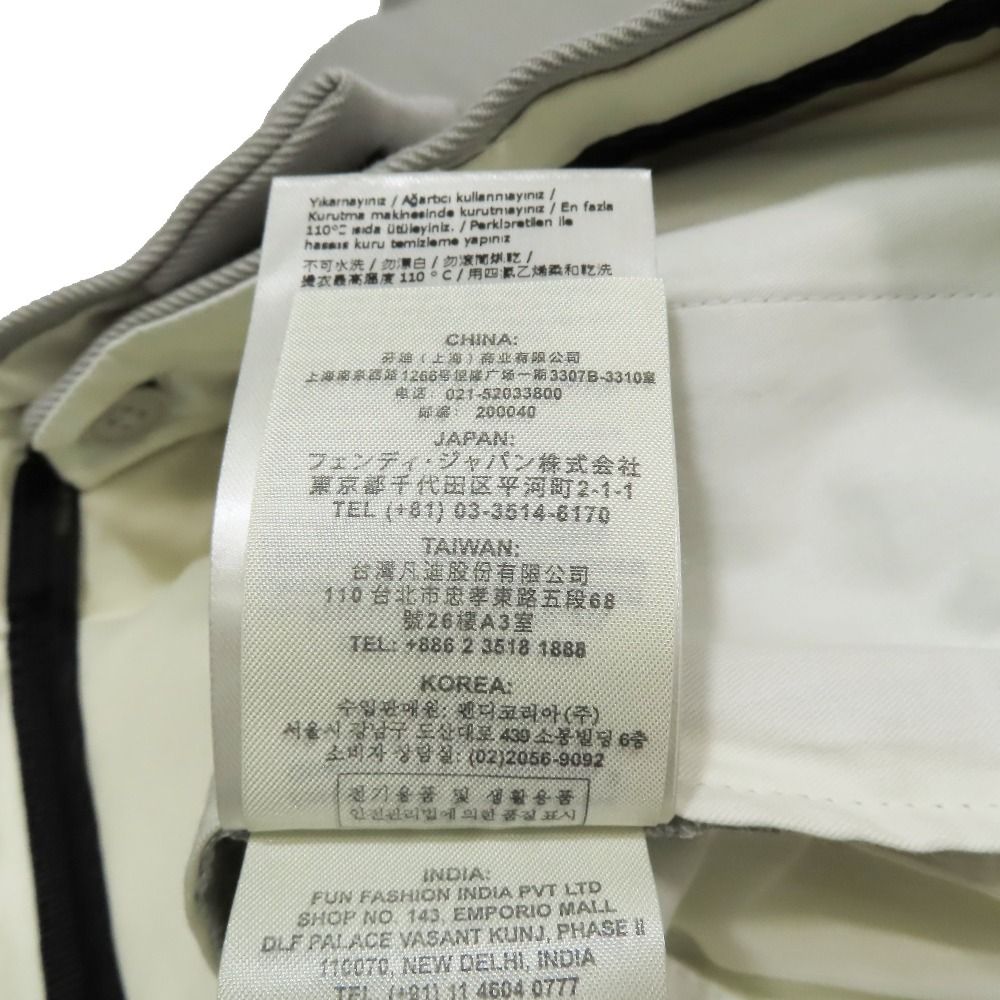 Yıkamayınız / Ağartıcı kullanmayınız /
Kurutma makinesinde kurutmayınız / En fazla
110°C ısıda ütüleyiniz. / Perkloretilen ile
hassas kuru temizleme yapınız
不可水洗 / 勿漂白 / 勿滾筒烘乾 /
燙衣最高溫度 110 ° C / 用四氯乙烯柔和乾洗
CHINA:
芬迪（上海）商业有限公司
上海南京西路1266号恒隆广场一期3307B-3310室
电话: 021-52033800
邮编: 200040
JAPAN:
フェンディ・ジャパン株式会社
東京都千代田区平河町2-1-1
TEL (+81) 03-3514-6170
TAIWAN:
台灣凡迪股份有限公司
110 台北市忠孝東路五段68
號26樓A3室
TEL: +886 2 3518 1888
KOREA:
수입판매원: 펜디코리아(주)
서울시 강남구 도산대로 439 소봉빌딩 6층
소비자 상담실: (02)2056-9092
전기용품 및 생활용품
안전관리법에 의한 품질 표시
INDIA:
FUN FASHION INDIA PVT LTD
SHOP NO. 143, EMPORIO MALL
DLF PALACE VASANT KUNJ, PHASE II
110070, NEW DELHI, INDIA
TEL (+91) 11 4604 0777